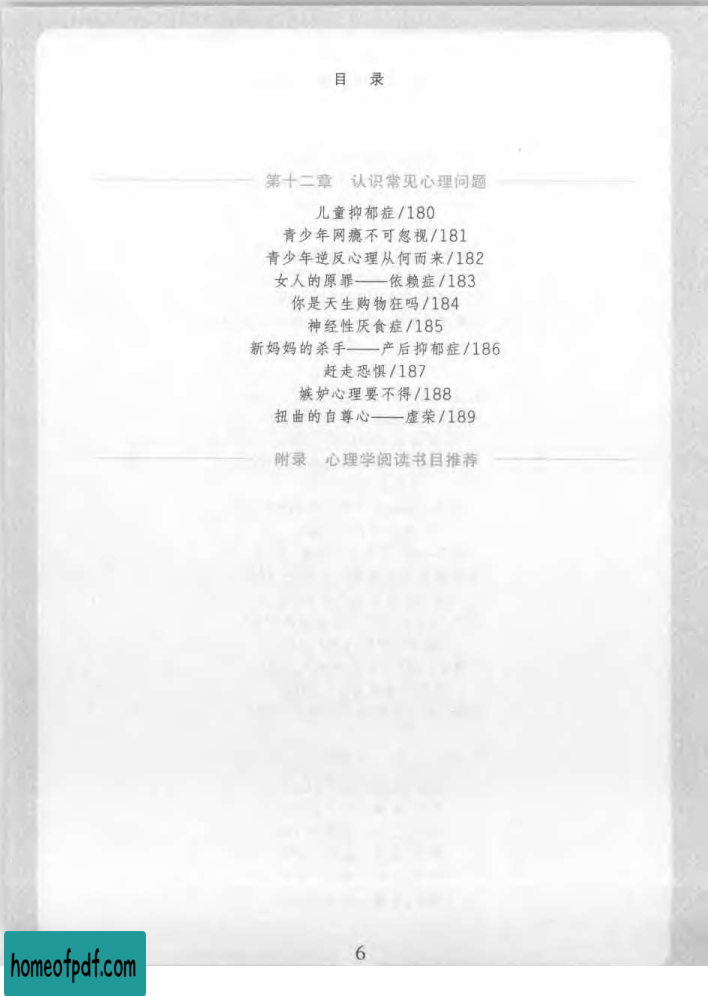 目 录
第十二章 认识常见心理问题
儿童抑郁症/180
青少年网瘾不可忽视/181
青少年逆反心理从何而来/182
女人的原罪——依赖症/183
你是天生购物狂吗/184
神经性厌食症/185
新妈妈的杀手——产后抑郁症/186
赶走恐惧/187
嫉妒心理要不得/188
扭曲的自尊心——虚荣/189
附录 心理学阅读书目推荐
6
homeofpdf.com